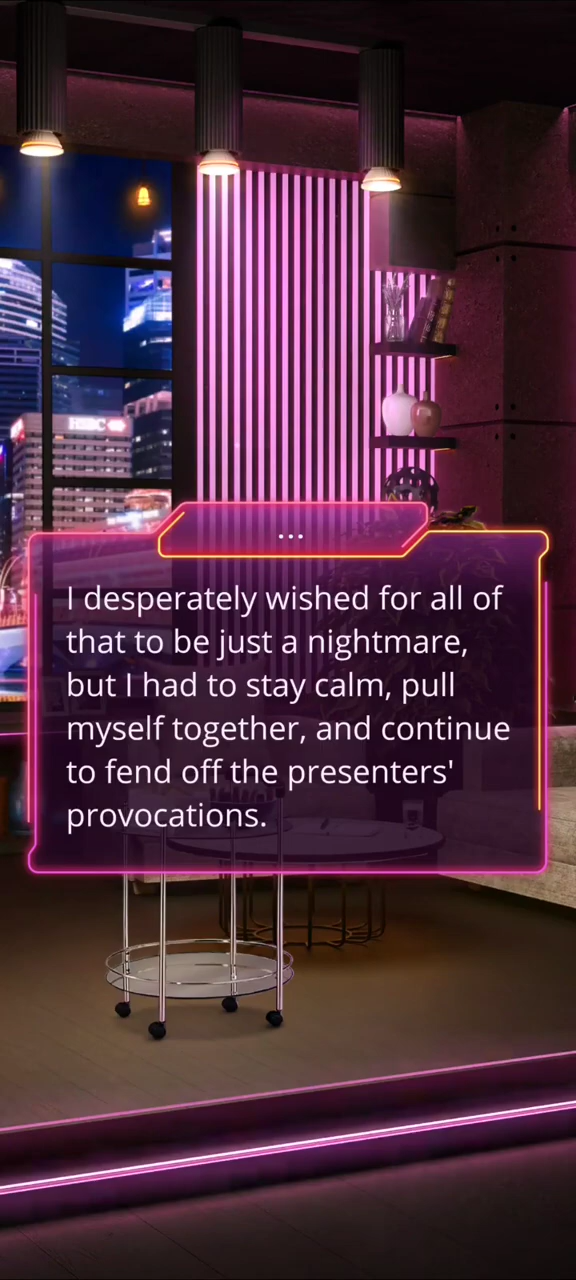 HSBC
...
I desperately wished for all of
that to be just a nightmare,
but I had to stay calm, pull
myself together, and continue
to fend off the presenters'
provocations.